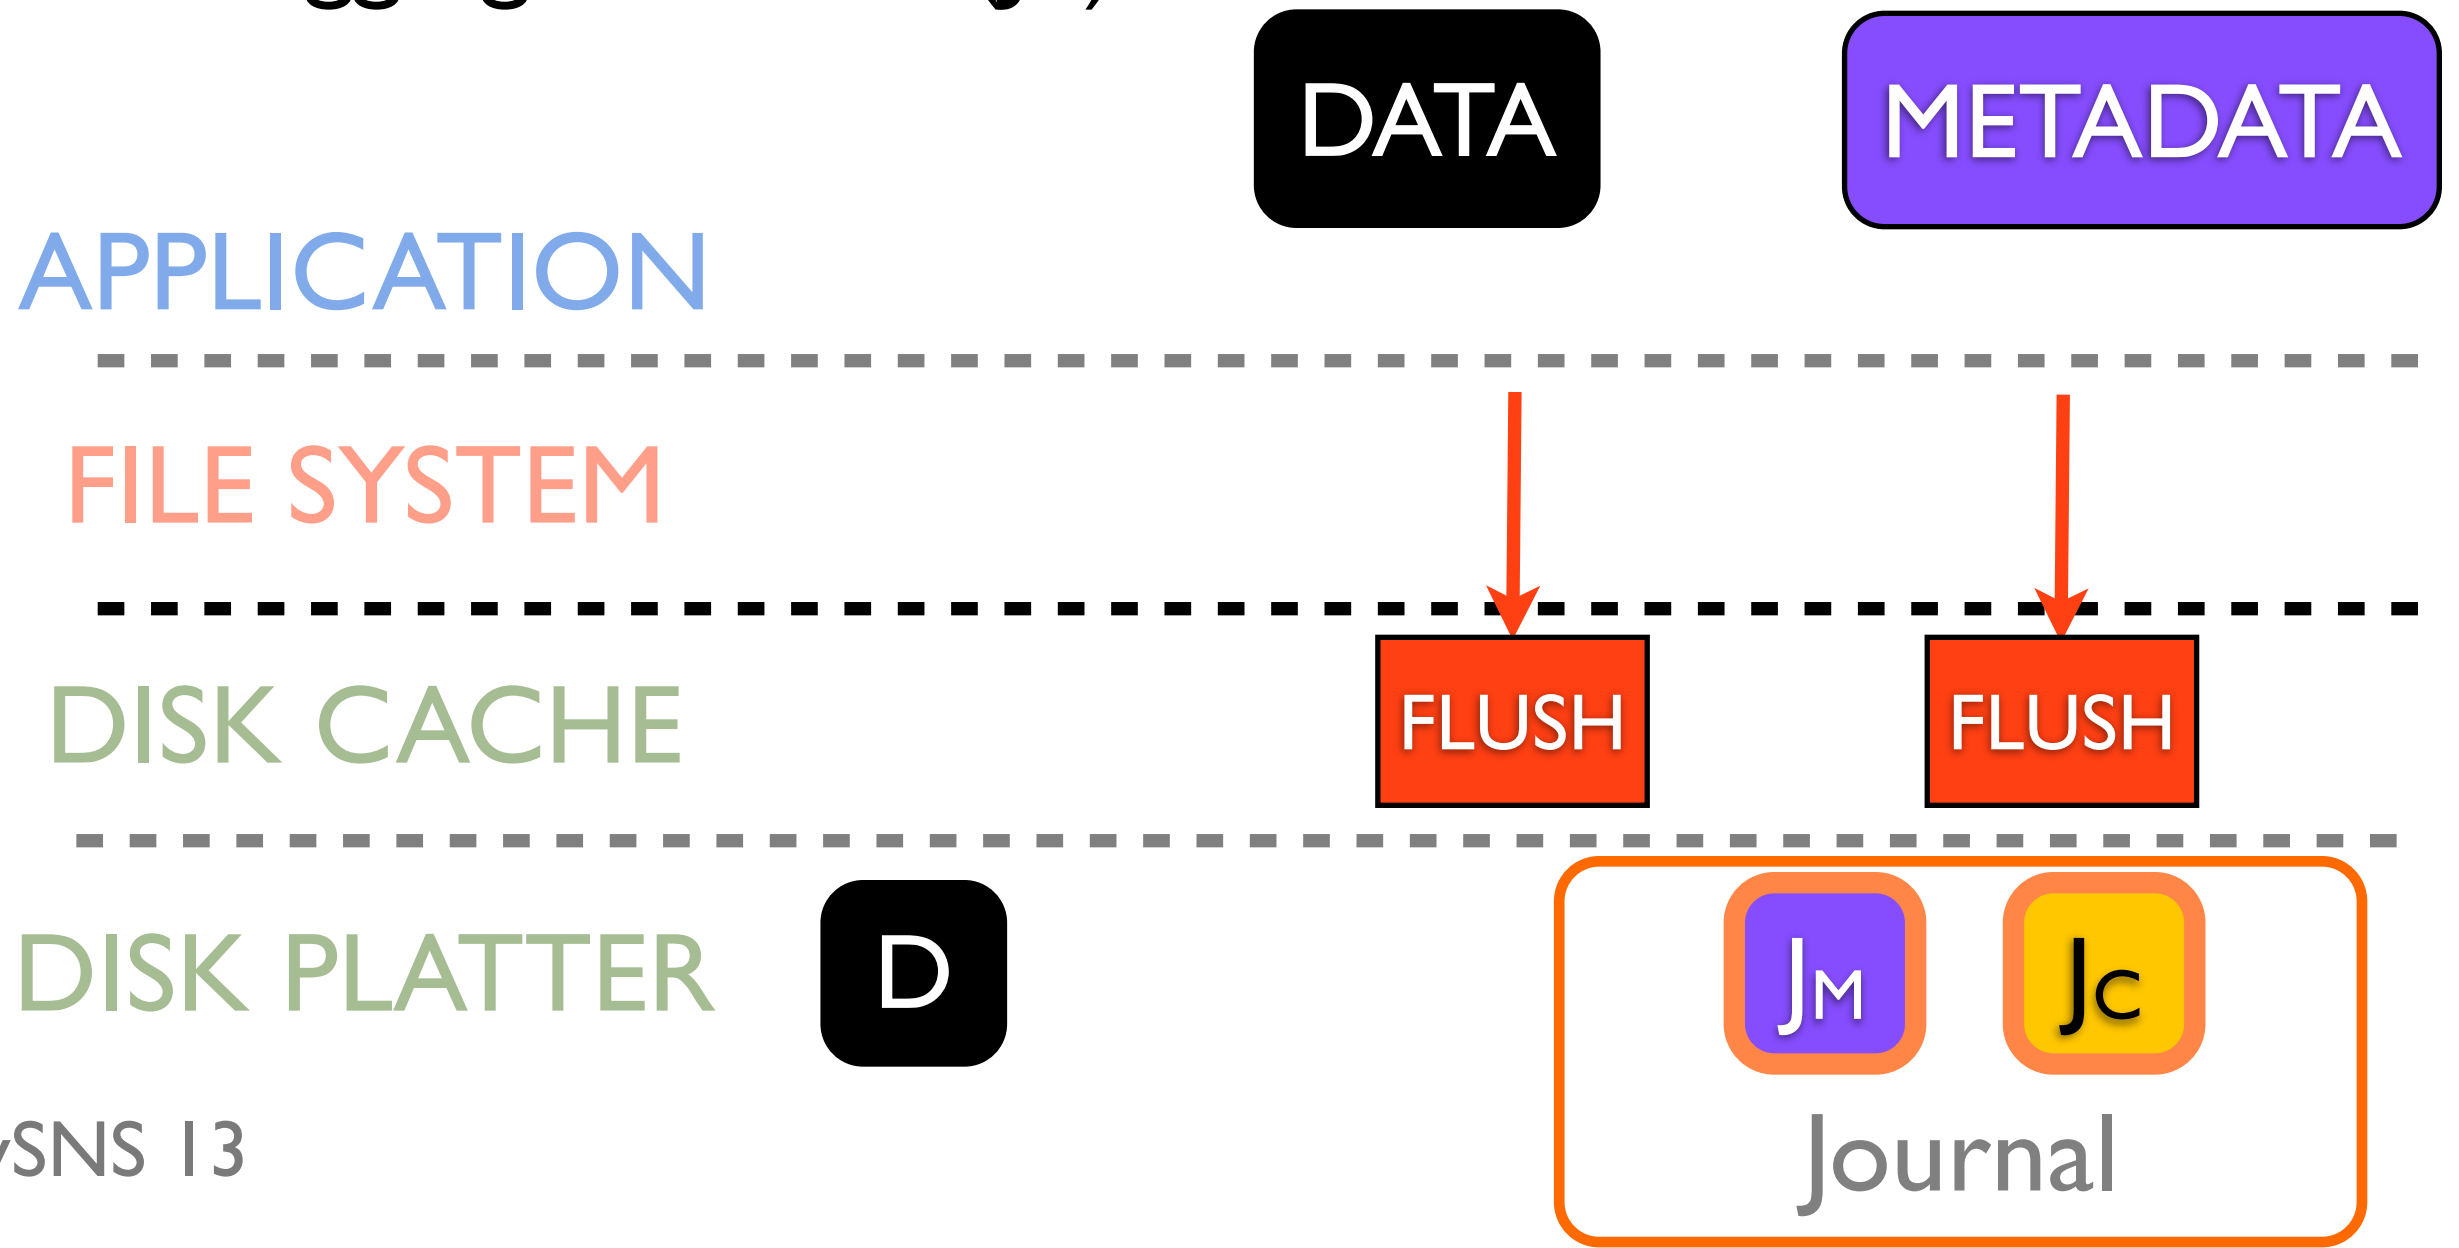 DATA METADATA
APPLICATION
FILE SYSTEM
DISK CACHE FLUSH FLUSH
DISK PLATTER D JM JC
SNS 13 Journal